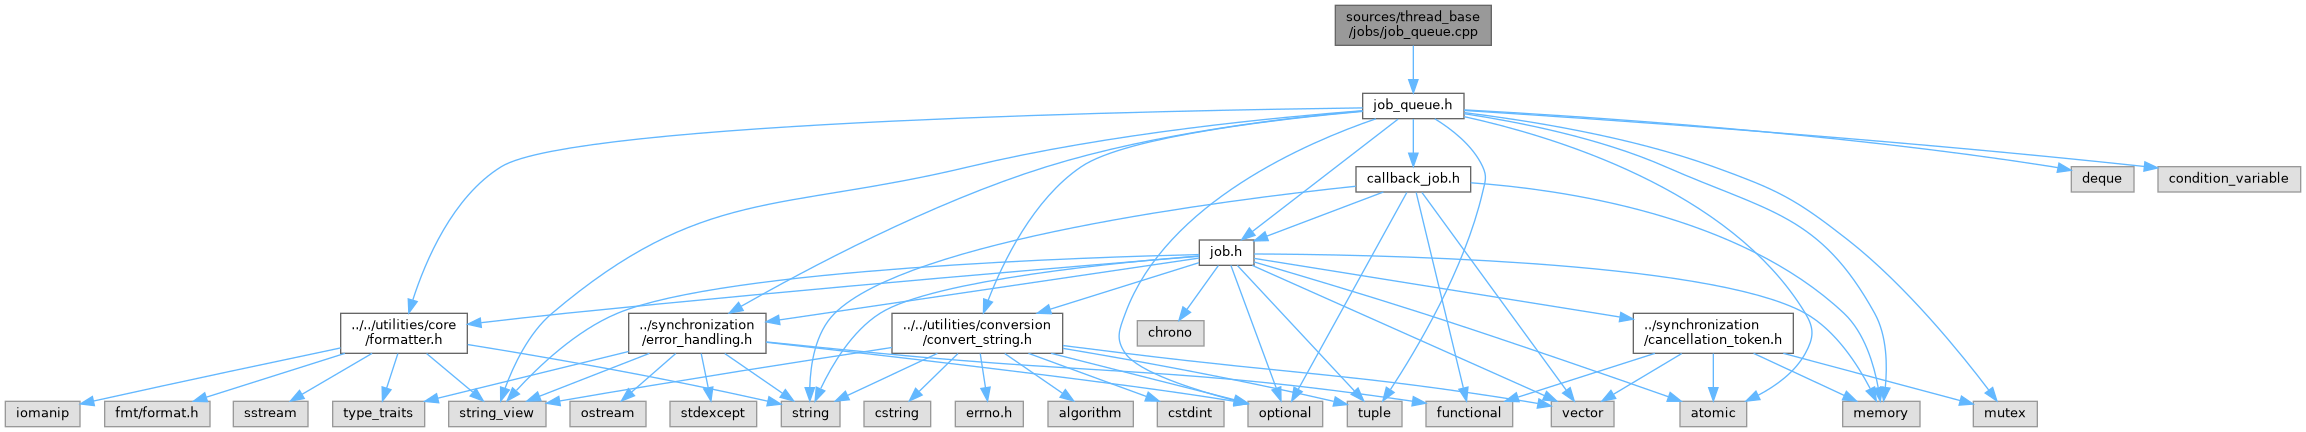 sources/thread_base
/jobs/job_queue.cpp
job_queue.h
callback_job.h
deque
condition_variable
job.h
../../utilities/core
/formatter.h
../synchronization
/error_handling.h
../../utilities/conversion
/convert_string.h
chrono
../synchronization
/cancellation_token.h
iomanip
fmt/format.h
sstream
type_traits
string_view
ostream
stdexcept
string
cstring
errno.h
algorithm
cstdint
optional
tuple
functional
vector
atomic
memory
mutex